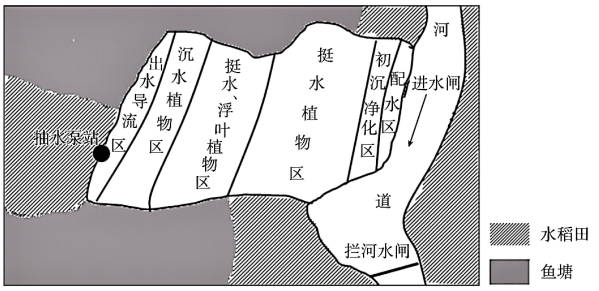 出水导流区
沉水植物区
挺水、浮叶植物区
挺水植物区
初沉净化区
配水区
河道
进水闸
抽水泵站
拦河水闸
水稻田
鱼塘